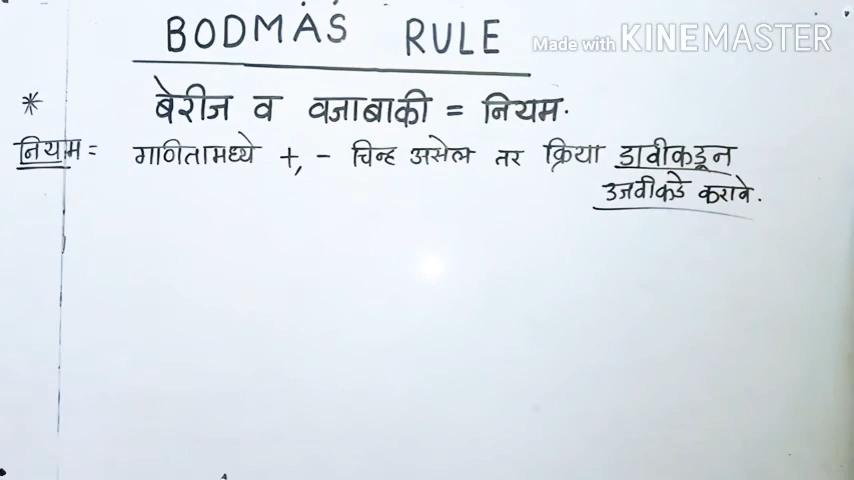 BODMAS RULE
Made with KINEMASTER
* बेरीज व वजाबाकी = नियम.
नियम = गणितामध्ये +, - चिन्ह असेल तर क्रिया डावीकडून
उजवीकडे करावे.